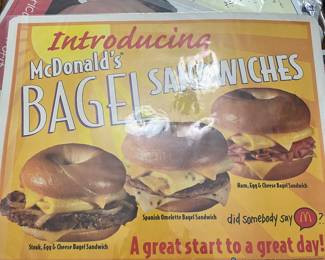 Introducing
McDonald's
BAGEL SANDWICHES
Ham, Egg & Cheese Bagel Sandwich
Spanish Omelette Bagel Sandwich
did somebody say M?
Steak, Egg & Cheese Bagel Sandwich
A great start to a great day!